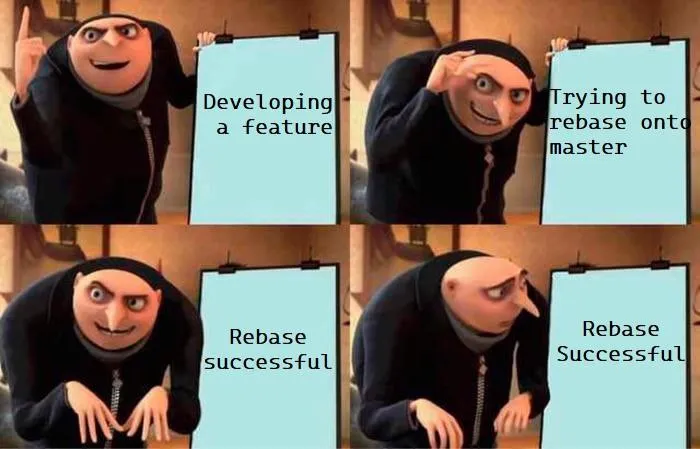 Developing
a feature
Trying to
rebase onto
master
Rebase
successful
Rebase
Successful